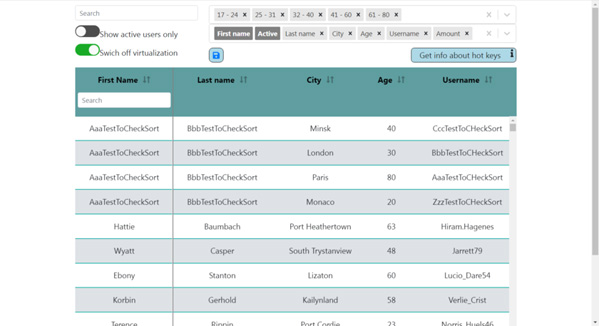 Search
17 - 24 × 25 - 31 × 32 - 40 × 41 - 60 × 61 - 80 ×
Show active users only
First name Active Last name × City × Age × Username × Amount ×
Swich off virtualization
Get info about hot keys
First Name Last name City Age Username
Search
AaaTestToCheckSort BbbTestToCheckSort Minsk 40 CccTestToCHeckSort
AaaTestToCheckSort BbbTestToCheckSort London 30 BbbTestToCHeckSort
AaaTestToCheckSort BbbTestToCheckSort Paris 80 AaaTestToCHeckSort
AaaTestToCheckSort BbbTestToCheckSort Monaco 20 ZzzTestToCHeckSort
Hattie Baumbach Port Heathertown 63 Hiram.Hagenes
Wyatt Casper South Trystanview 48 Jarrett79
Ebony Stanton Lizaton 60 Lucio_Dare54
Korbin Gerhold Kailynland 58 Verlie_Crist
Terence Rippin Port Cordie 23 Norris_Huels46